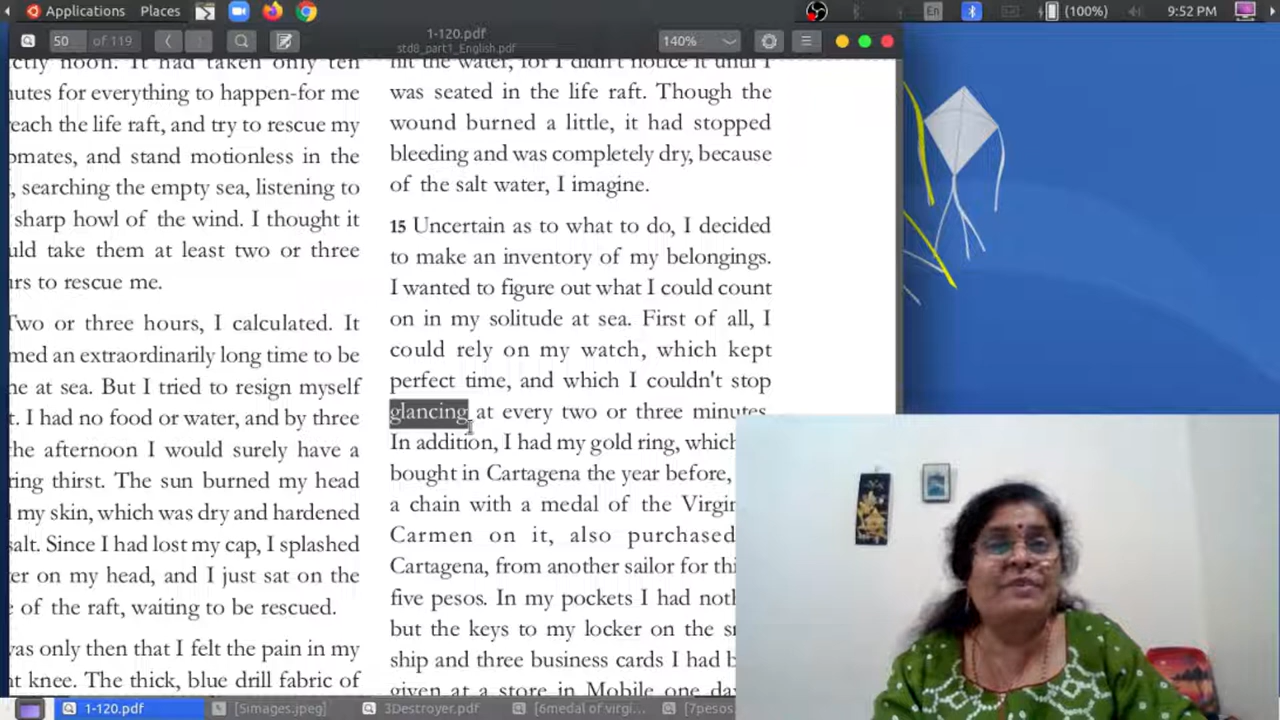 Applications Places
En
(100%)
9:52 PM
50 of 119
1-120.pdf
std8_part1_English.pdf
140%
noon. It had taken only ten
for everything to happen-for me
each the life raft, and try to rescue my
and stand motionless in the
, searching the empty sea, listening to
sharp howl of the wind. I thought it
take them at least two or three
to rescue me.
Two or three hours, I calculated. It
an extraordinarily long time to be
at sea. But I tried to resign myself
t. I had no food or water, and by three
the afternoon I would surely have a
thirst. The sun burned my head
my skin, which was dry and hardened
salt. Since I had lost my cap, I splashed
on my head, and I just sat on the
of the raft, waiting to be rescued.
only then that I felt the pain in my
knee. The thick, blue drill fabric of
hit the water, for I didn't notice it until I
was seated in the life raft. Though the
wound burned a little, it had stopped
bleeding and was completely dry, because
of the salt water, I imagine.
15 Uncertain as to what to do, I decided
to make an inventory of my belongings.
I wanted to figure out what I could count
on in my solitude at sea. First of all, I
could rely on my watch, which kept
perfect time, and which I couldn't stop
glancing at every two or three minutes.
In addition, I had my gold ring, which
bought in Cartagena the year before,
a chain with a medal of the Virgin
Carmen on it, also purchased
Cartagena, from another sailor for
five pesos. In my pockets I had
but the keys to my locker on the
ship and three business cards I had
given at a store in Mobile one day
1-120.pdf
[5images.jpeg]
3Destroyer.pdf
[6medal of virgi...
[7pesos